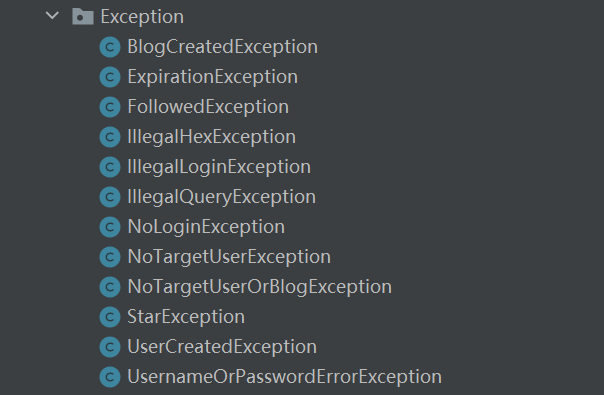 Exception
BlogCreatedException
ExpirationException
FollowedException
IllegalHexException
IllegalLoginException
IllegalQueryException
NoLoginException
NoTargetUserException
NoTargetUserOrBlogException
StarException
UserCreatedException
UsernameOrPasswordErrorException